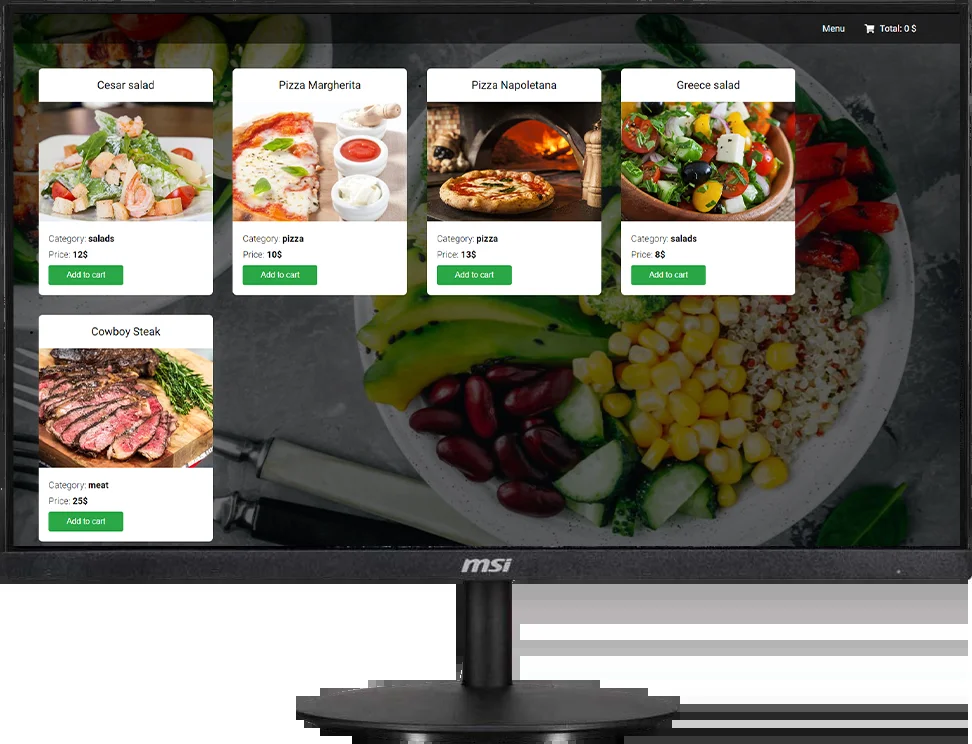 Menu
Total: 0 $
Cesar salad
Category: salads
Price: 12$
Add to cart
Pizza Margherita
Category: pizza
Price: 10$
Add to cart
Pizza Napoletana
Category: pizza
Price: 13$
Add to cart
Greece salad
Category: salads
Price: 8$
Add to cart
Cowboy Steak
Category: meat
Price: 25$
Add to cart
msi